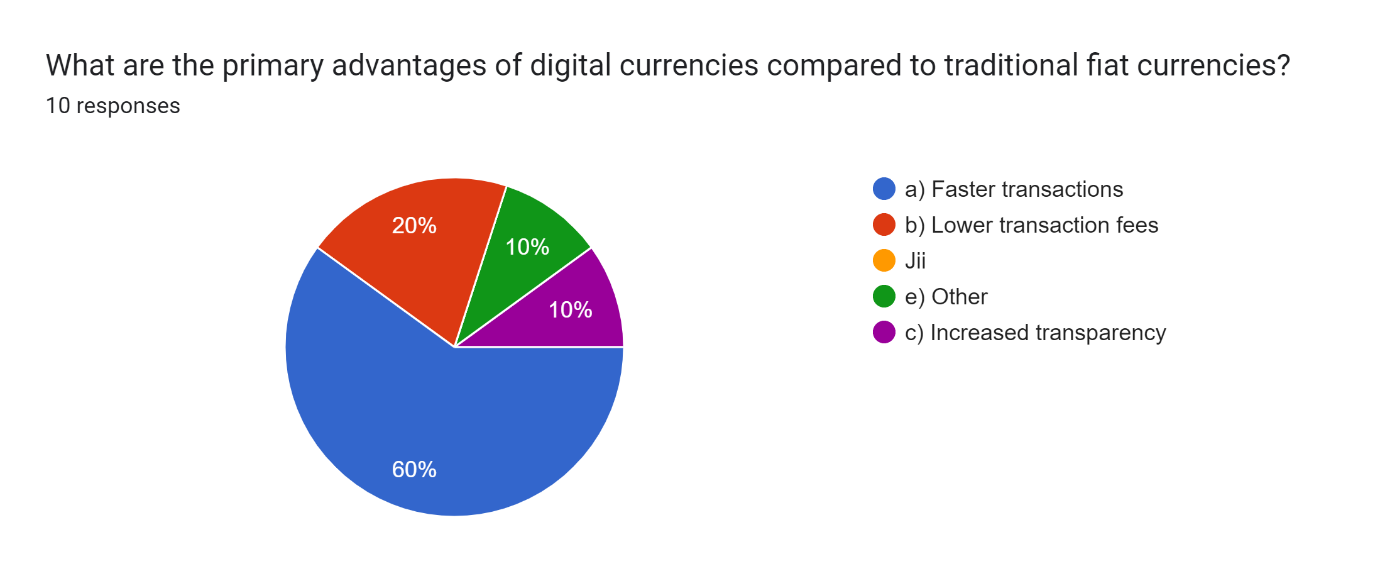 What are the primary advantages of digital currencies compared to traditional fiat currencies?
10 responses
20%
10%
10%
60%
a) Faster transactions
b) Lower transaction fees
Jii
e) Other
c) Increased transparency